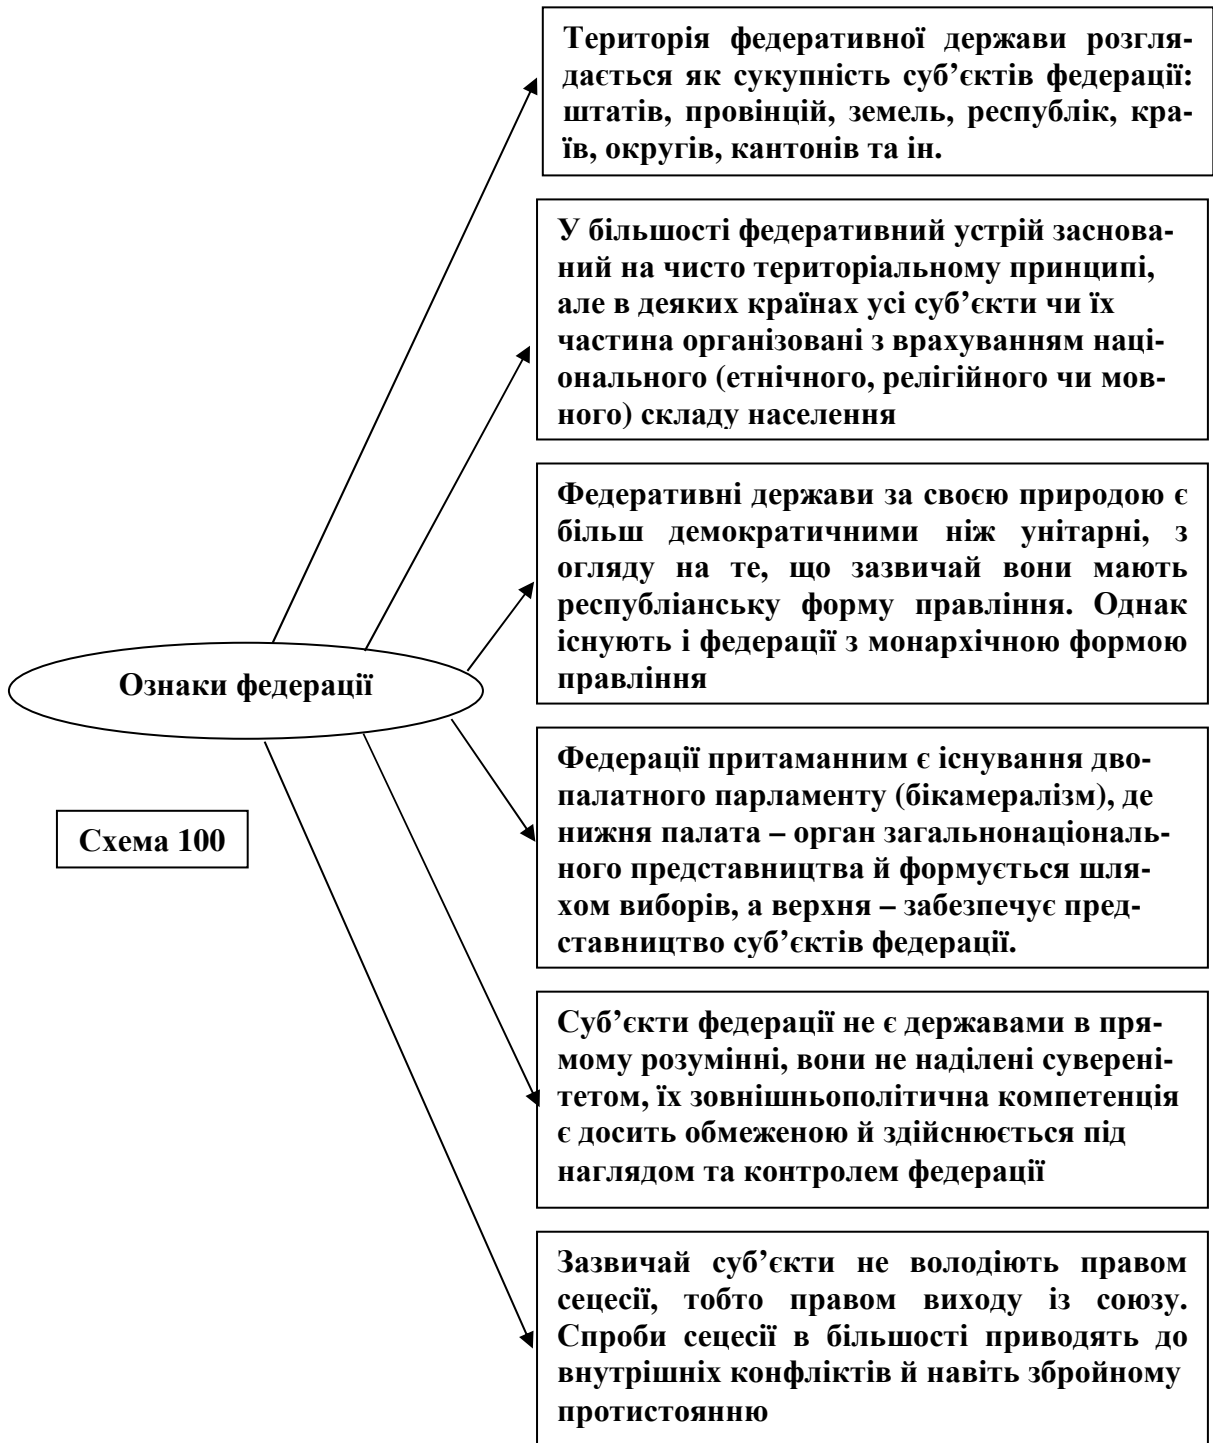 Територія федеративної держави розгля-
дається як сукупність суб’єктів федерації:
штатів, провінцій, земель, республік, кра-
їв, округів, кантонів та ін.
У більшості федеративний устрій заснова-
ний на чисто територіальному принципі,
але в деяких країнах усі суб’єкти чи їх
частина організовані з врахуванням наці-
онального (етнічного, релігійного чи мов-
ного) складу населення
Федеративні держави за своєю природою є
більш демократичними ніж унітарні, з
огляду на те, що зазвичай вони мають
республіанську форму правління. Однак
існують і федерації з монархічною формою
правління
Ознаки федерації
Федерації притаманним є існування дво-
палатного парламенту (бікамералізм), де
нижня палата – орган загальнонаціональ-
ного представництва й формується шля-
хом виборів, а верхня – забезпечує пред-
ставництво суб’єктів федерації.
Схема 100
Суб’єкти федерації не є державами в пря-
мому розумінні, вони не наділені суверені-
тетом, їх зовнішньополітична компетенція
є досить обмеженою й здійснюється під
наглядом та контролем федерації
Зазвичай суб’єкти не володіють правом
сецесії, тобто правом виходу із союзу.
Спроби сецесії в більшості приводять до
внутрішніх конфліктів й навіть збройному
протистоянню